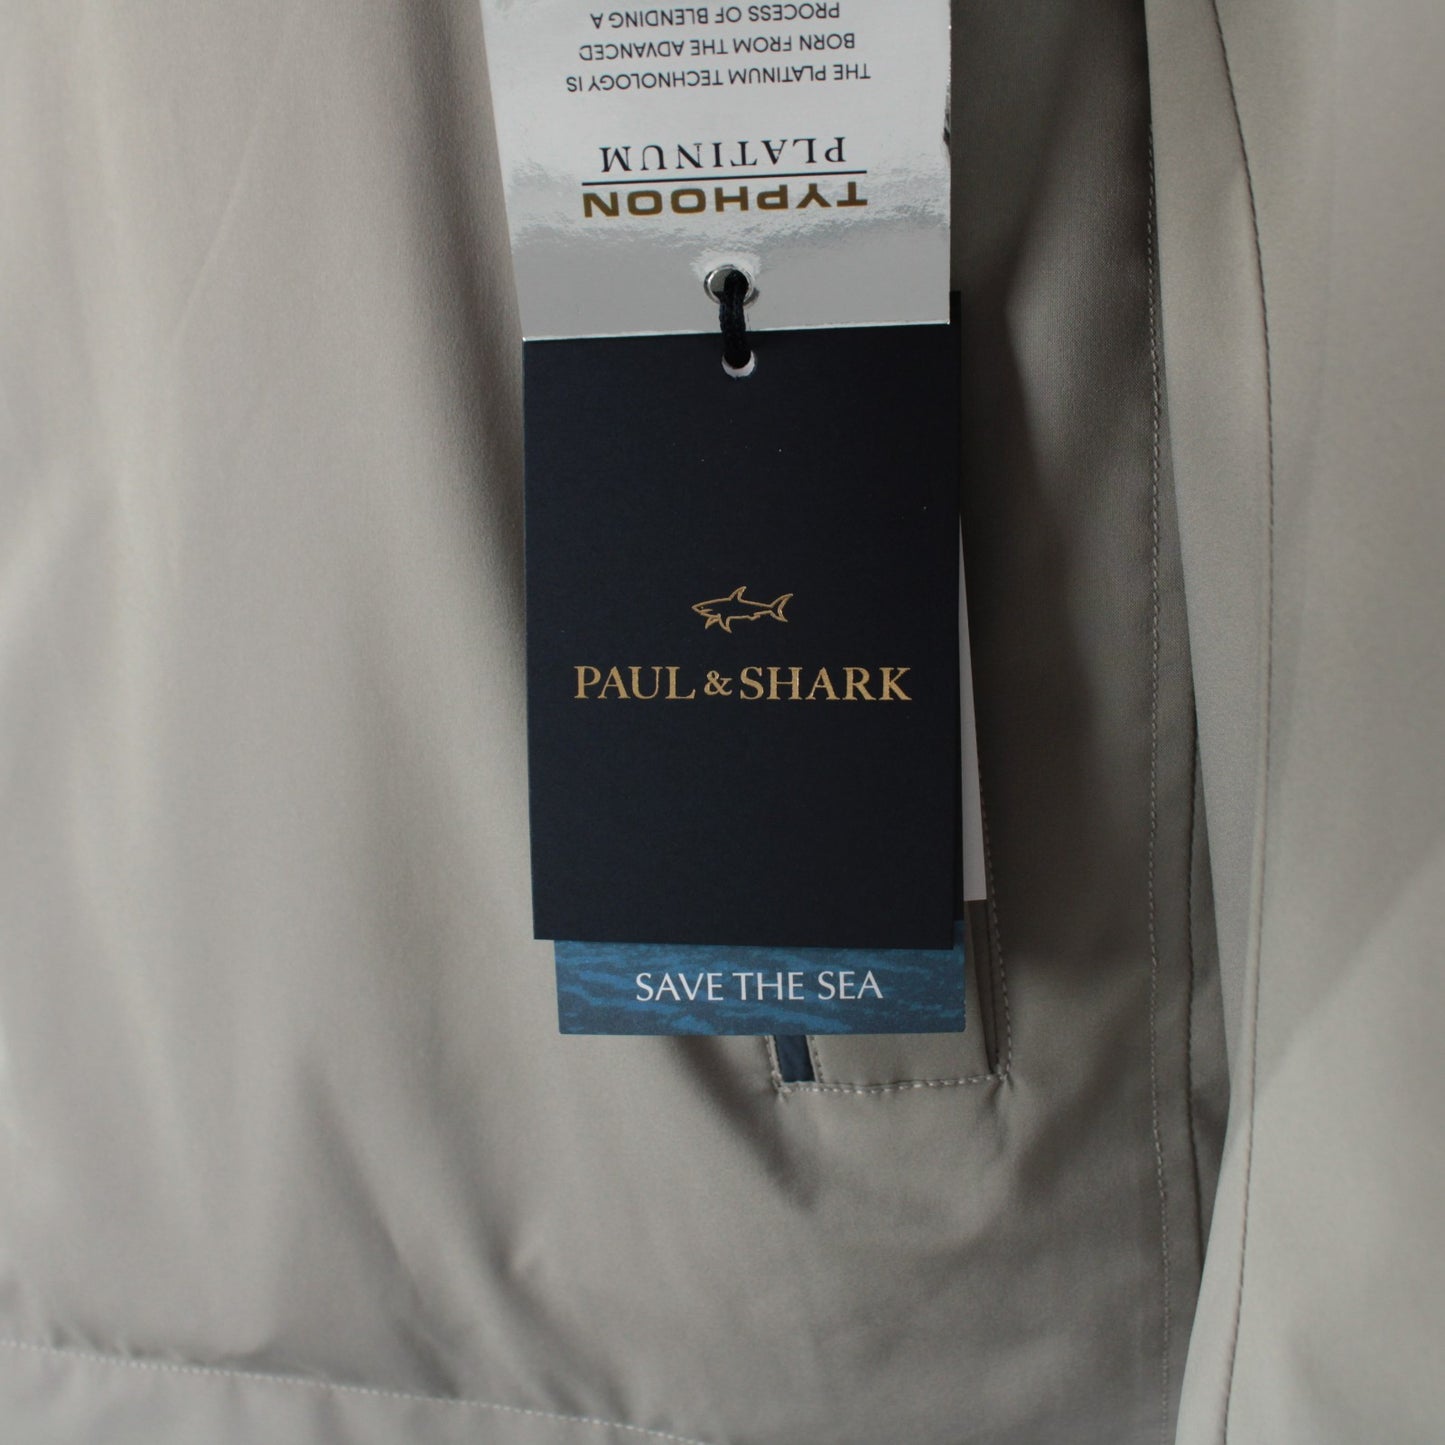 TYPHOON
PLATINUM
THE PLATINUM TECHNOLOGY IS
BORN FROM THE ADVANCED
PROCESS OF BLENDING A
PAUL & SHARK
SAVE THE SEA